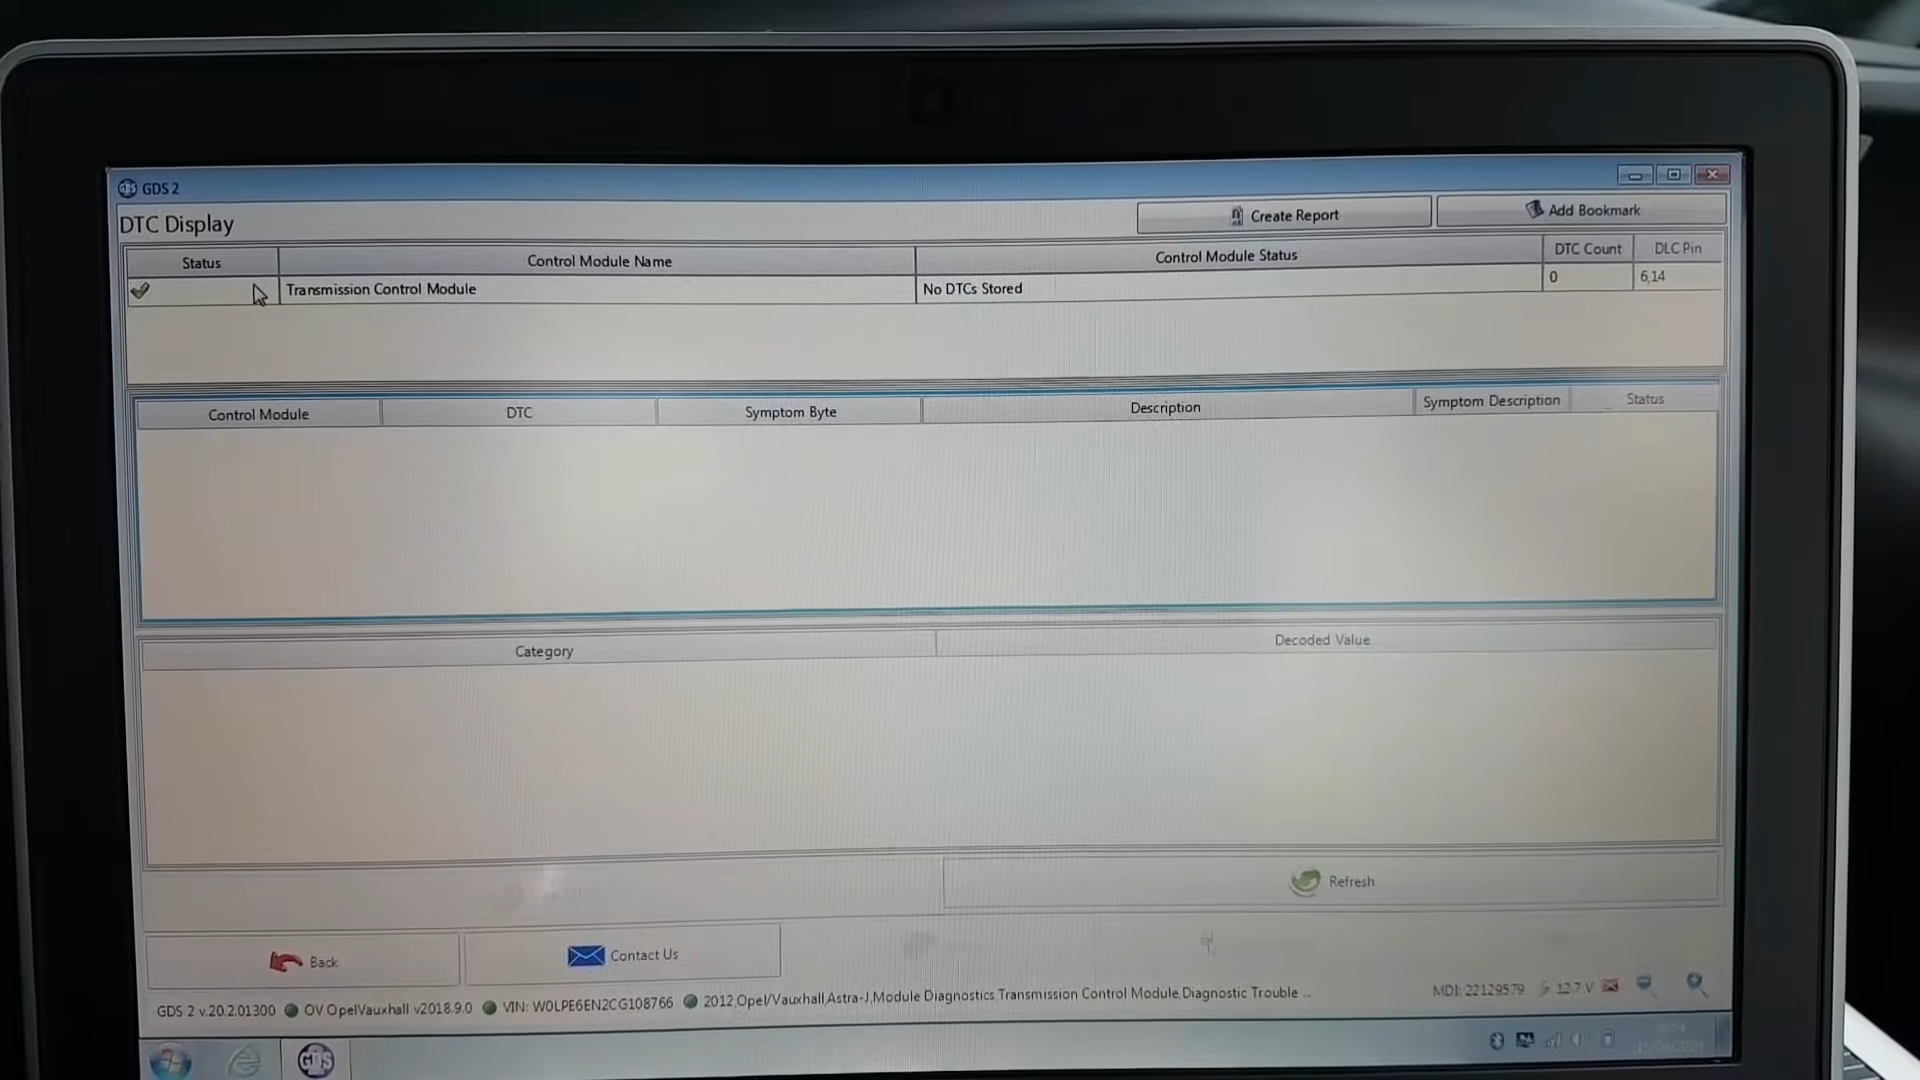 GDS 2
DTC Display
Create Report
Add Bookmark
Status
Control Module Name
Control Module Status
DTC Count
DLC Pin
Transmission Control Module
No DTCs Stored
0
6,14
Control Module
DTC
Symptom Byte
Description
Symptom Description
Status
Category
Decoded Value
Refresh
Back
Contact Us
GDS 2 v.20.2.01300
OV OpelVauxhall v2018.9.0
VIN: W0LPE6EN2CG108766
2012,Opel/Vauxhall,Astra-J,Module Diagnostics,Transmission Control Module,Diagnostic Trouble ...
MDI: 22129579
12.7 V
GDS